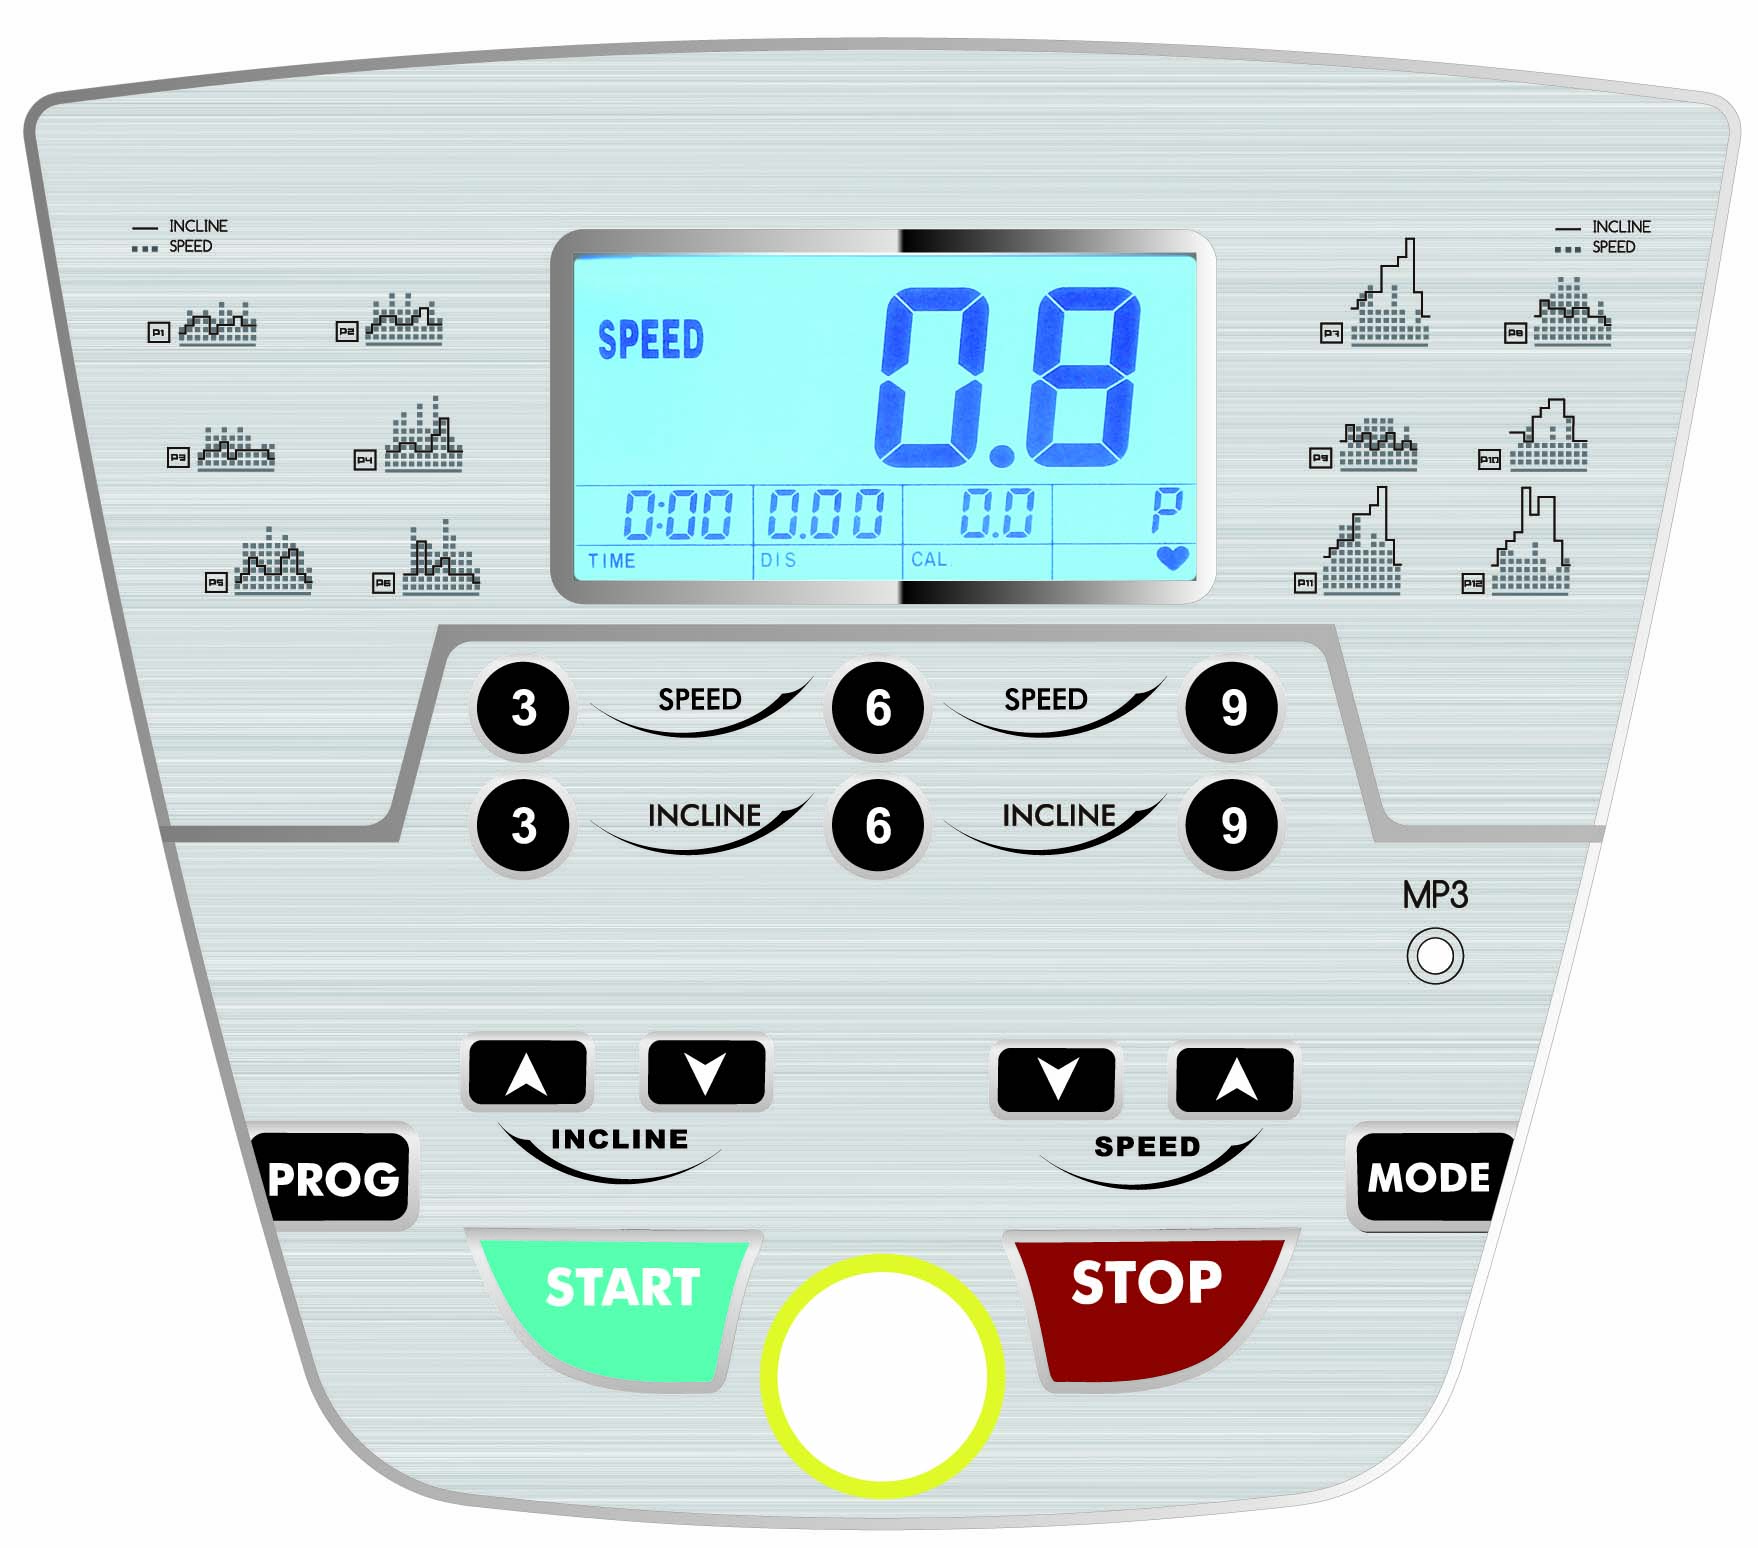 INCLINE
SPEED
INCLINE
SPEED
P1
P2
P3
P4
P5
P6
SPEED
0.8
0:00 0.00 0.0 P
TIME DIS CAL
P7
P8
P9
P10
P11
P12
3 SPEED 6 SPEED 9
3 INCLINE 6 INCLINE 9
MP3
INCLINE
SPEED
PROG
MODE
START
STOP